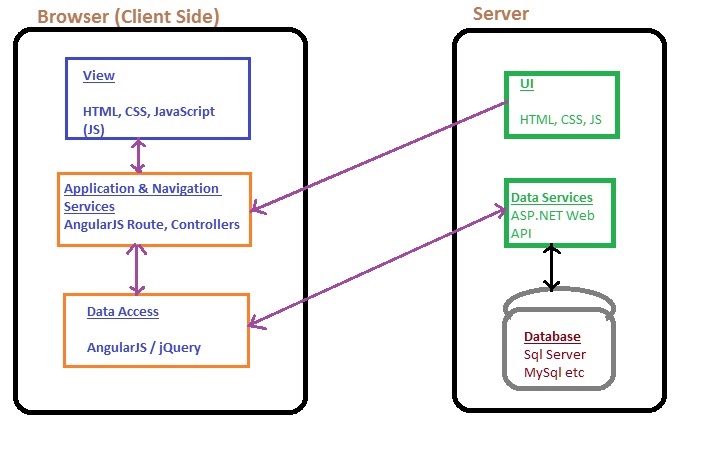 Browser (Client Side)
View
HTML, CSS, JavaScript
(JS)
Application & Navigation
Services
AngularJS Route, Controllers
Data Access
AngularJS / jQuery
Server
UI
HTML, CSS, JS
Data Services
ASP.NET Web
API
Database
Sql Server
MySql etc